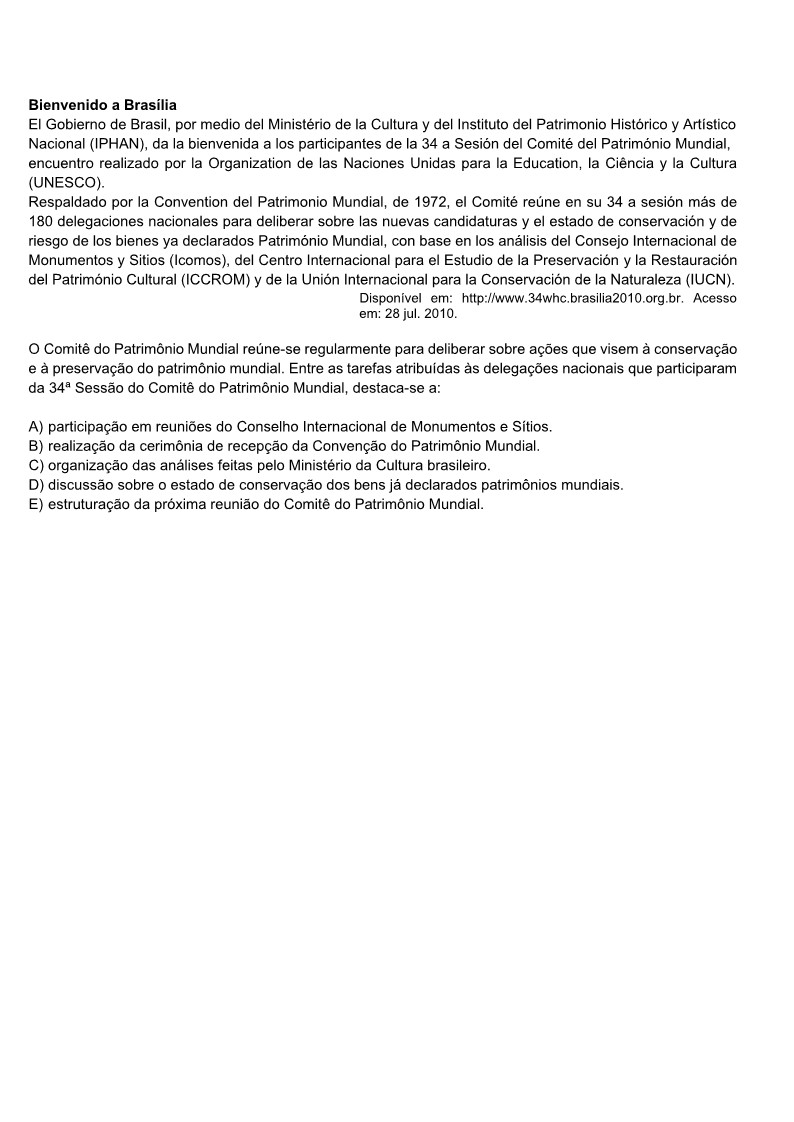 Bienvenido a Brasília
El Gobierno de Brasil, por medio del Ministério de la Cultura y del Instituto del Patrimonio Histórico y Artístico
Nacional (IPHAN), da la bienvenida a los participantes de la 34 a Sesión del Comité del Património Mundial,
encuentro realizado por la Organization de las Naciones Unidas para la Education, la Ciência y la Cultura
(UNESCO).
Respaldado por la Convention del Patrimonio Mundial, de 1972, el Comité reúne en su 34 a sesión más de
180 delegaciones nacionales para deliberar sobre las nuevas candidaturas y el estado de conservación y de
riesgo de los bienes ya declarados Património Mundial, con base en los análisis del Consejo Internacional de
Monumentos y Sitios (Icomos), del Centro Internacional para el Estudio de la Preservación y la Restauración
del Património Cultural (ICCROM) y de la Unión Internacional para la Conservación de la Naturaleza (IUCN).
Disponível em: http://www.34whc.brasilia2010.org.br. Acesso
em: 28 jul. 2010.
O Comitê do Patrimônio Mundial reúne-se regularmente para deliberar sobre ações que visem à conservação
e à preservação do patrimônio mundial. Entre as tarefas atribuídas às delegações nacionais que participaram
da 34ª Sessão do Comitê do Patrimônio Mundial, destaca-se a:
A) participação em reuniões do Conselho Internacional de Monumentos e Sítios.
B) realização da cerimônia de recepção da Convenção do Patrimônio Mundial.
C) organização das análises feitas pelo Ministério da Cultura brasileiro.
D) discussão sobre o estado de conservação dos bens já declarados patrimônios mundiais.
E) estruturação da próxima reunião do Comitê do Patrimônio Mundial.